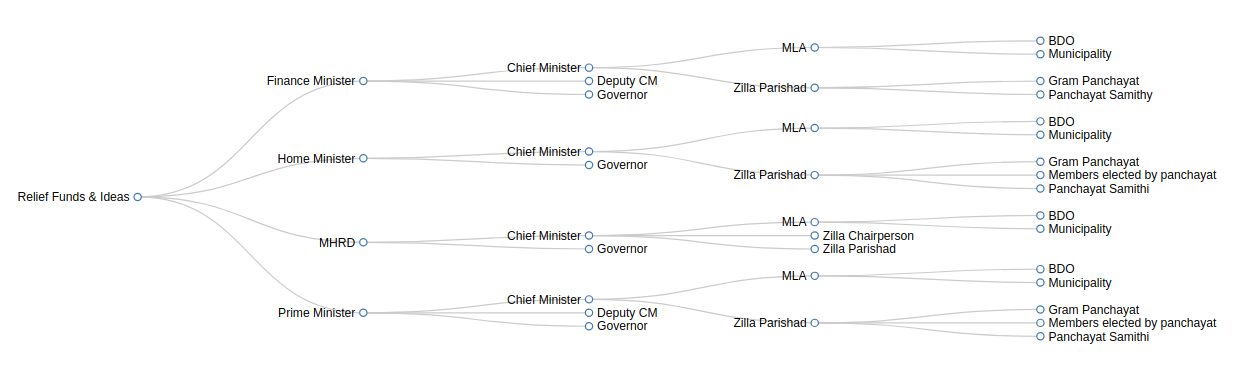 BDO
MLA
Municipality
Chief Minister
Finance Minister
Deputy CM
Gram Panchayat
Zilla Parishad
Governor
Panchayat Samithy
BDO
MLA
Municipality
Chief Minister
Home Minister
Gram Panchayat
Governor
Zilla Parishad
Members elected by panchayat
Panchayat Samithi
Relief Funds & Ideas
BDO
MLA
Municipality
Chief Minister
Zilla Chairperson
MHRD
Governor
Zilla Parishad
BDO
MLA
Municipality
Chief Minister
Prime Minister
Deputy CM
Gram Panchayat
Governor
Zilla Parishad
Members elected by panchayat
Panchayat Samithi